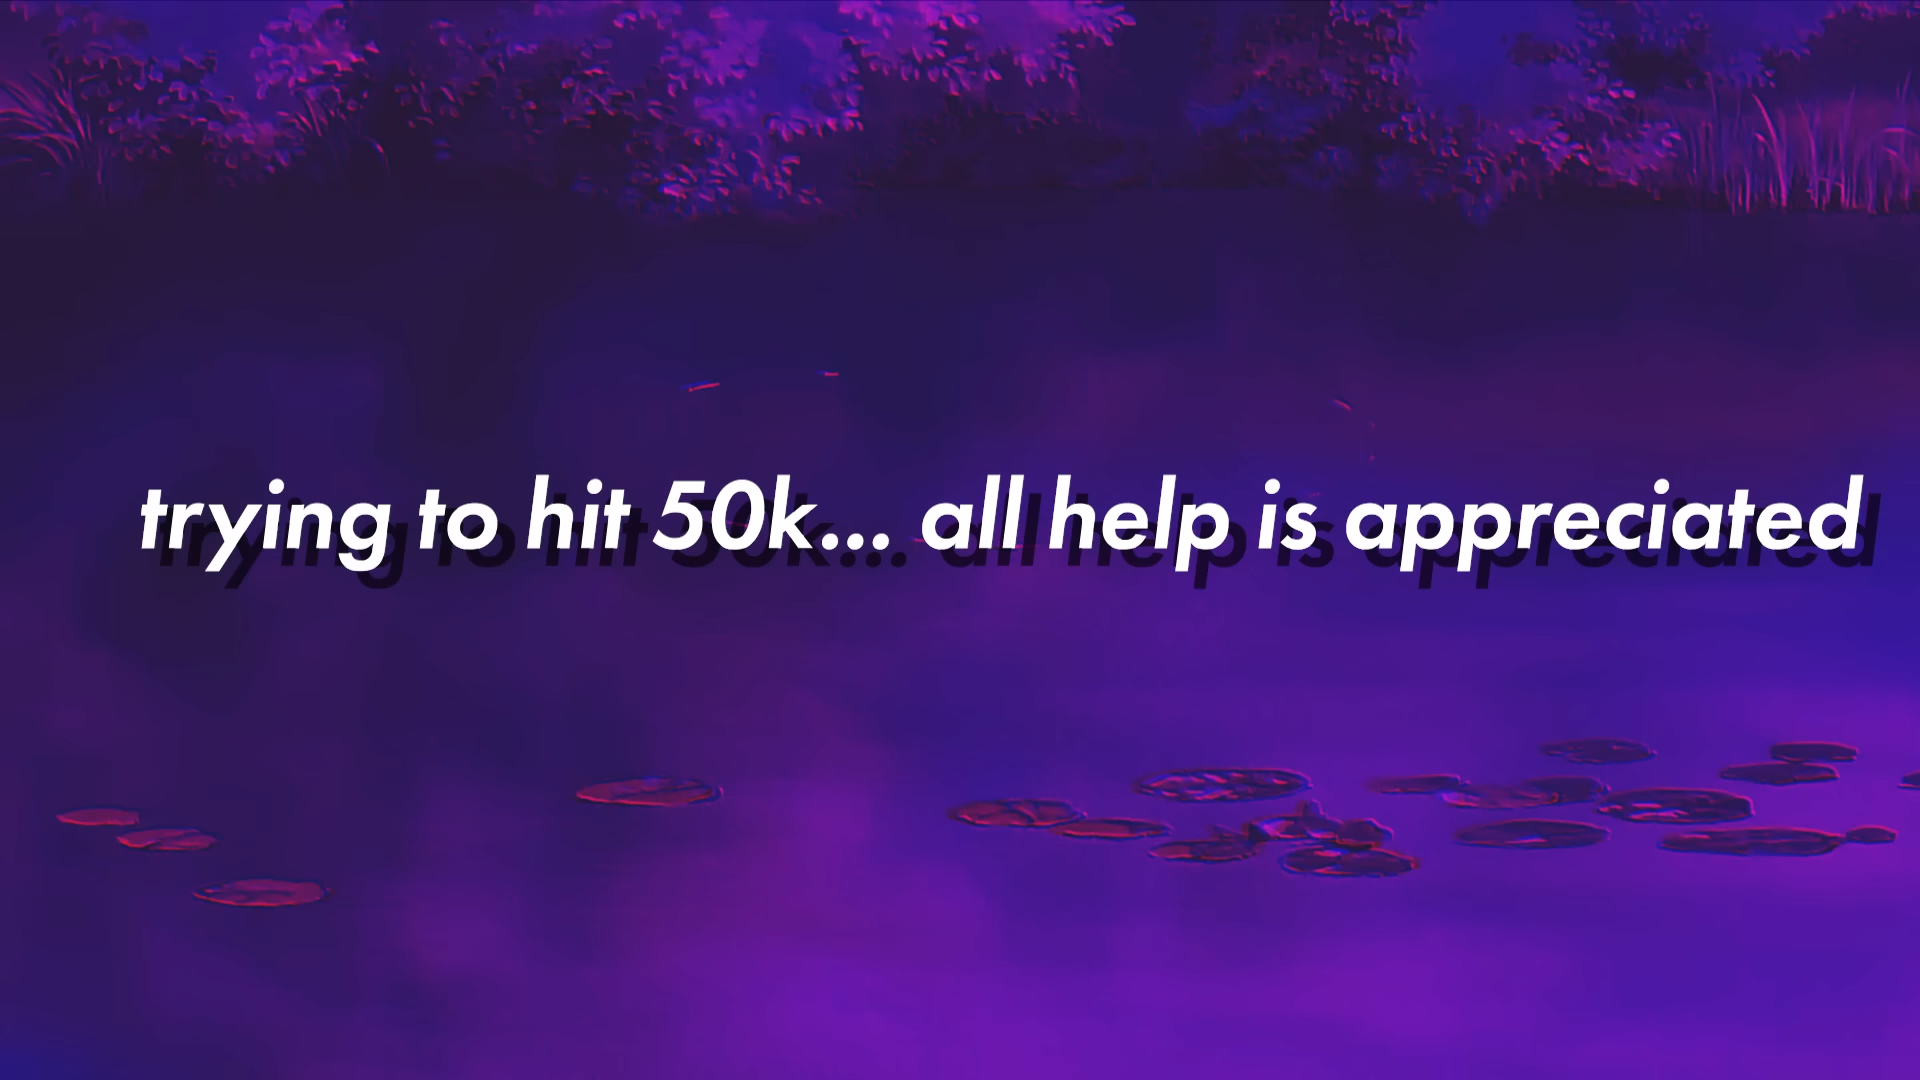 trying to hit 50k... all help is appreciated